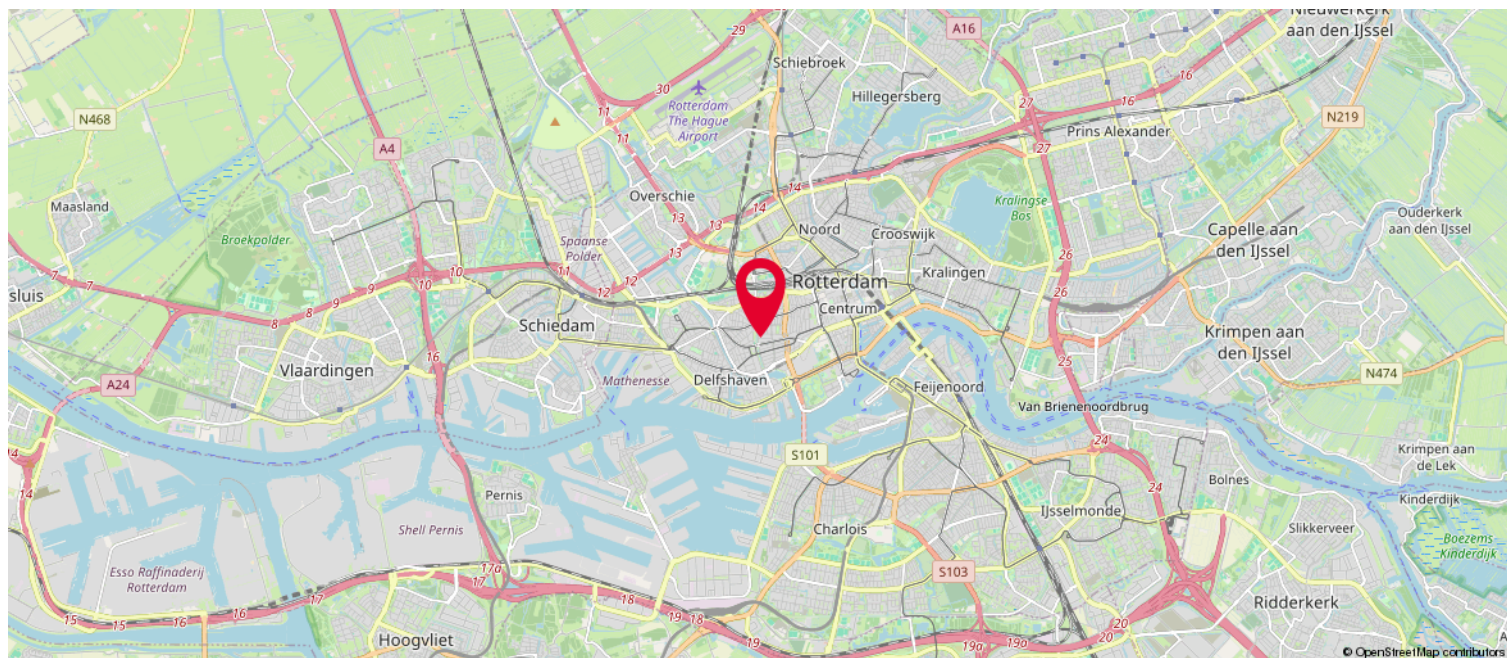 Nieuwerkerk
aan den IJssel
A16
29
Schiebroek
16
30
Hillegersberg
27
16
N468
11
Rotterdam
The Hague
Airport
N219
11
Prins Alexander
A4
27
14
Overschie
Maasland
13
13
14
Kralingse
Bos
Ouderkerk
aan den IJssel
Noord
Crooswijk
Capelle aan
den IJssel
Broekpolder
Spaanse
Polder
13
26
7
7
10
10
11
12
12
Kralingen
Rotterdam
26
sluis
9
9
8
8
Centrum
Schiedam
Krimpen aan
den IJssel
16
25
Vlaardingen
A24
Mathenesse
Delfshaven
Feijenoord
N474
Van Brienenoordbrug
14
S101
24
Krimpen aan
de Lek
14
Pernis
24
Bolnes
Kinderdijk
IJsselmonde
Slikkerveer
Shell Pernis
Charlois
Boezems
Kinderdijk
Esso Raffinaderij
Rotterdam
17a
17
S103
17
18
18
Ridderkerk
15
15
16
16
19
19
Hoogvliet
19a
19a
20
20
A
© OpenStreetMap contributors